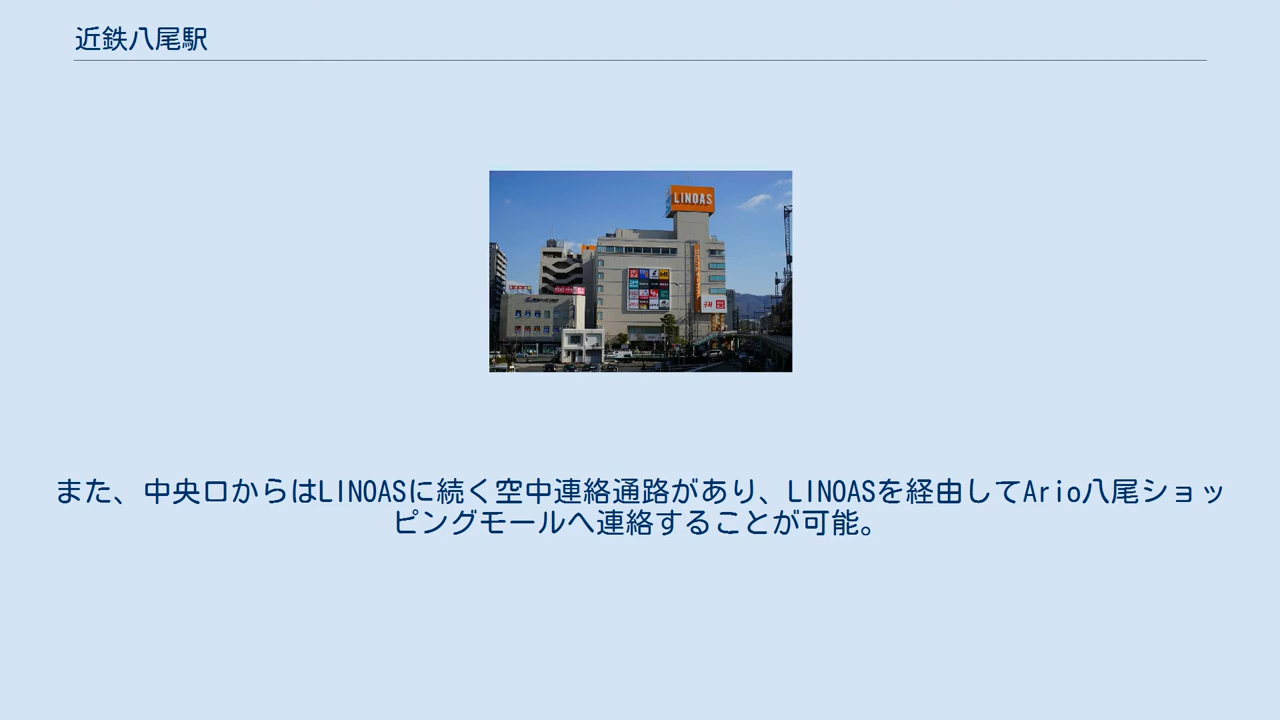 近鉄八尾駅
LINOAS
また、中央口からはLINOASに続く空中連絡通路があり、LINOASを経由してArio八尾ショッ
ピングモールへ連絡することが可能。